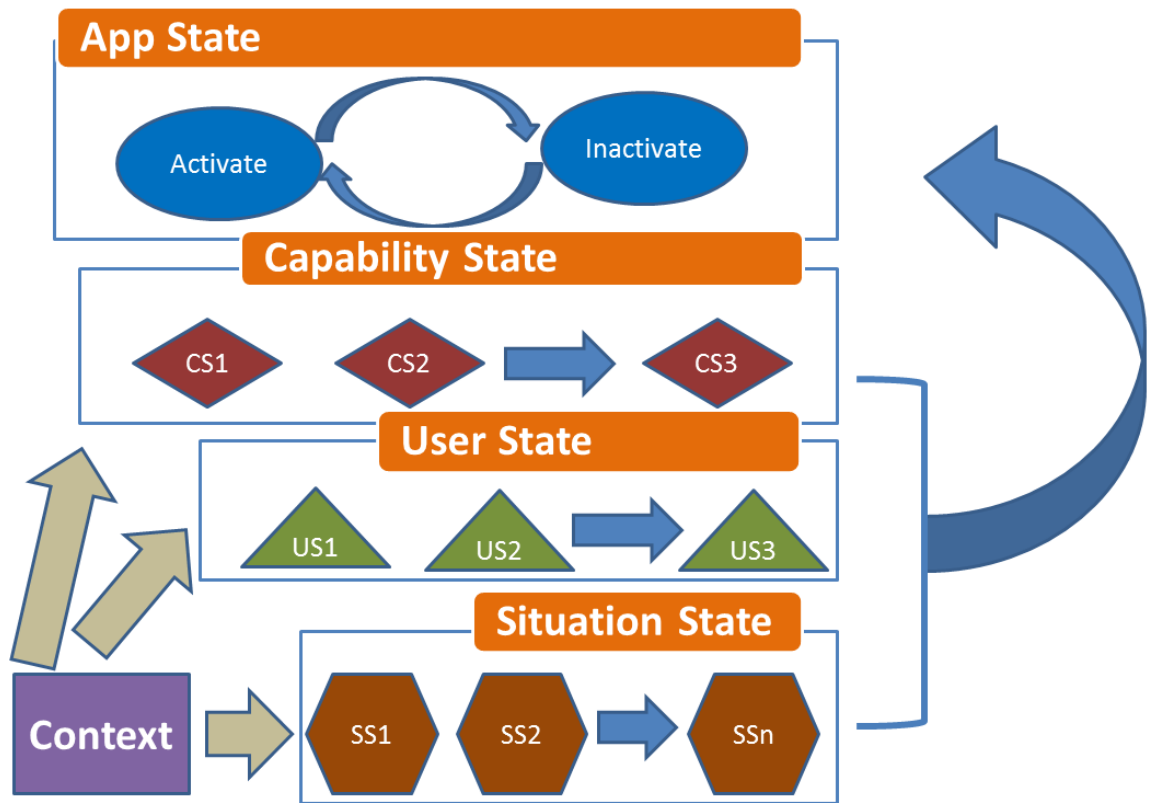 App State
Activate
Inactivate
Capability State
CS1
CS2
CS3
User State
US1
US2
US3
Situation State
Context
SS1
SS2
SSn